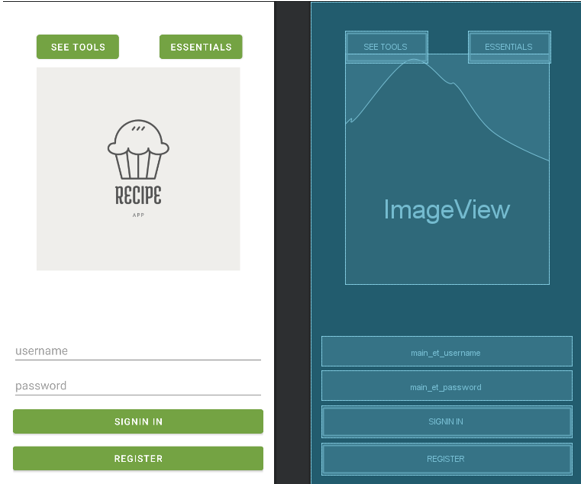 SEE TOOLS
ESSENTIALS
RECIPE
APP
username
password
SIGNIN IN
REGISTER
SEE TOOLS
ESSENTIALS
ImageView
main_et_username
main_et_password
SIGNIN IN
REGISTER